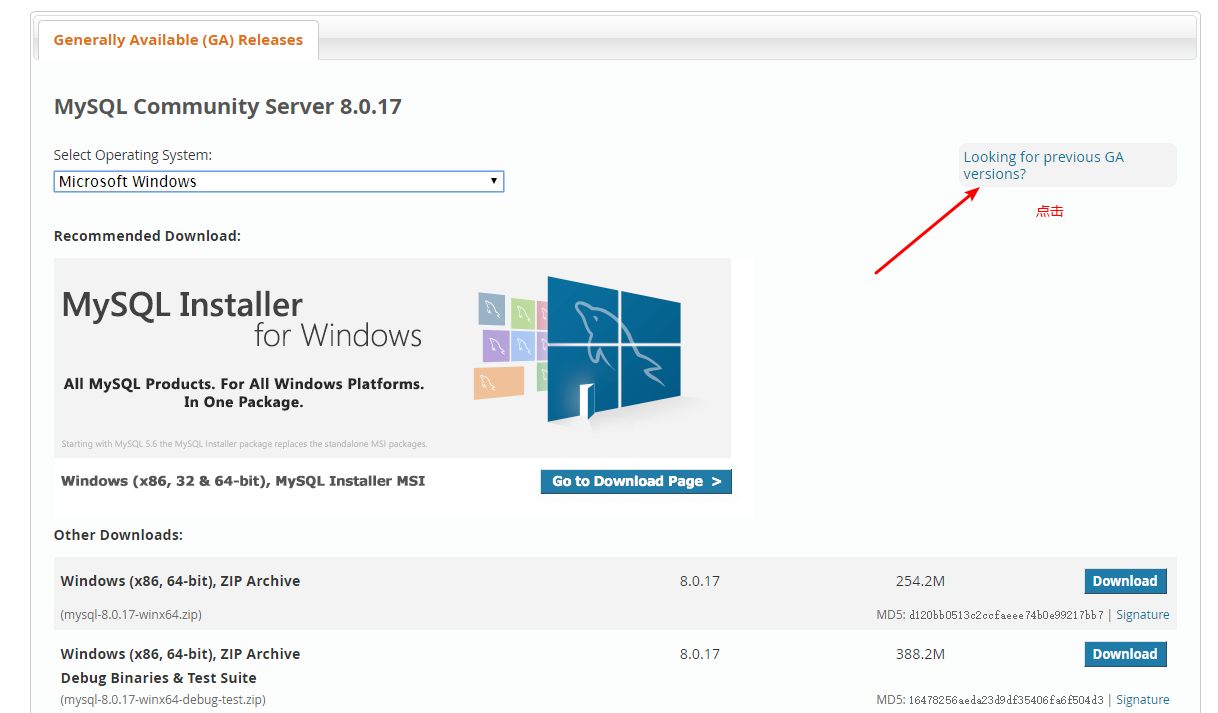 Generally Available (GA) Releases
MySQL Community Server 8.0.17
Select Operating System:
Microsoft Windows
Looking for previous GA
versions?
点击
Recommended Download:
MySQL Installer
for Windows
All MySQL Products. For All Windows Platforms.
In One Package.
Starting with MySQL 5.6 the MySQL Installer package replaces the standalone MSI packages.
Windows (x86, 32 & 64-bit), MySQL Installer MSI
Go to Download Page >
Other Downloads:
Windows (x86, 64-bit), ZIP Archive 8.0.17 254.2M Download
(mysql-8.0.17-winx64.zip) MD5: d120bb0513c2ccfaeee74b0e99217bb7 | Signature
Windows (x86, 64-bit), ZIP Archive 8.0.17 388.2M Download
Debug Binaries & Test Suite
(mysql-8.0.17-winx64-debug-test.zip) MD5: 16478256aeda23d9df35406fa6f504d3 | Signature